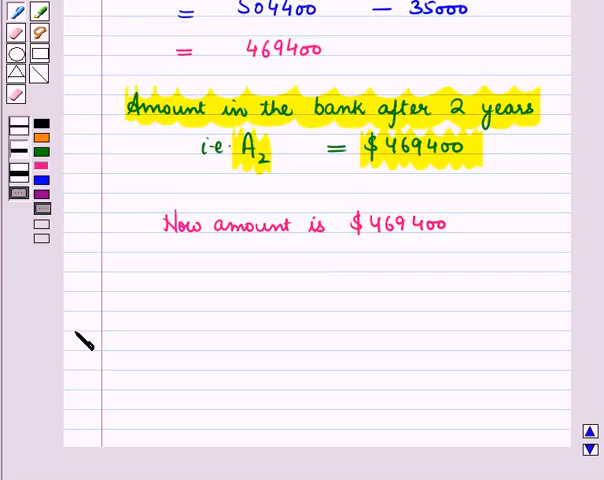 = 504400 - 35000
= 469400
Amount in the bank after 2 years
i.e. A2 = $469400
Now amount is $469400